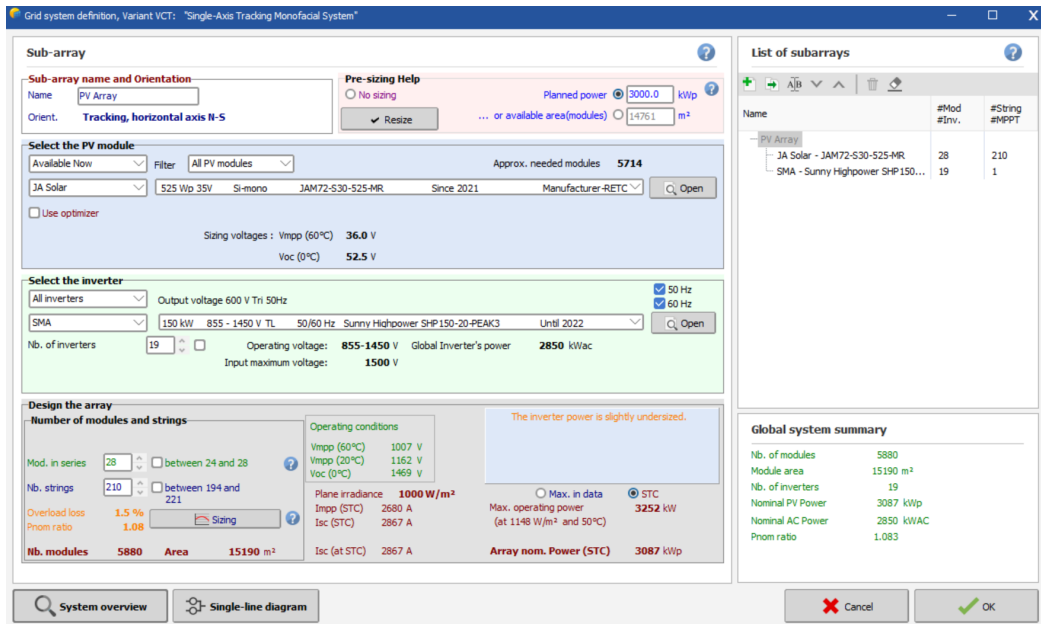 Grid system definition, Variant VCT: "Single-Axis Tracking Monofacial System"
Sub-array
Sub-array name and Orientation
Name PV Array
Orient. Tracking, horizontal axis N-S
Pre-sizing Help
No sizing
Planned power 3000.0 kWp
Resize
... or available area(modules) 14761 m²
Select the PV module
Available Now Filter All PV modules Approx. needed modules 5714
JA Solar 525 Wp 35V Si-mono JAM72-S30-525-MR Since 2021 Manufacturer-RETC Open
Use optimizer
Sizing voltages : Vmpp (60°C) 36.0 V
Voc (0°C) 52.5 V
Select the inverter
All inverters Output voltage 600 V Tri 50Hz
50 Hz
60 Hz
SMA 150 kW 855 - 1450 V TL 50/60 Hz Sunny Highpower SHP150-20-PEAK3 Until 2022 Open
Nb. of inverters 19 Operating voltage: 855-1450 V Global Inverter's power 2850 kWac
Input maximum voltage: 1500 V
Design the array
Number of modules and strings
Mod. in series 28 between 24 and 28
Nb. strings 210 between 194 and
221
Overload loss 1.5 %
Pnom ratio 1.08
Sizing
Nb. modules 5880 Area 15190 m²
Operating conditions
Vmpp (60°C) 1007 V
Vmpp (20°C) 1162 V
Voc (0°C) 1469 V
Plane irradiance 1000 W/m²
Impp (STC) 2680 A
Isc (STC) 2867 A
Isc (at STC) 2867 A
The inverter power is slightly undersized.
Max. in data STC
Max. operating power 3252 kW
(at 1148 W/m² and 50°C)
Array nom. Power (STC) 3087 kWp
System overview
Single-line diagram
List of subarrays
Name #Mod #String
#Inv. #MPPT
PV Array
JA Solar - JAM72-S30-525-MR 28 210
SMA - Sunny Highpower SHP150... 19 1
Global system summary
Nb. of modules 5880
Module area 15190 m²
Nb. of inverters 19
Nominal PV Power 3087 kWp
Nominal AC Power 2850 kWAC
Pnom ratio 1.083
Cancel
OK